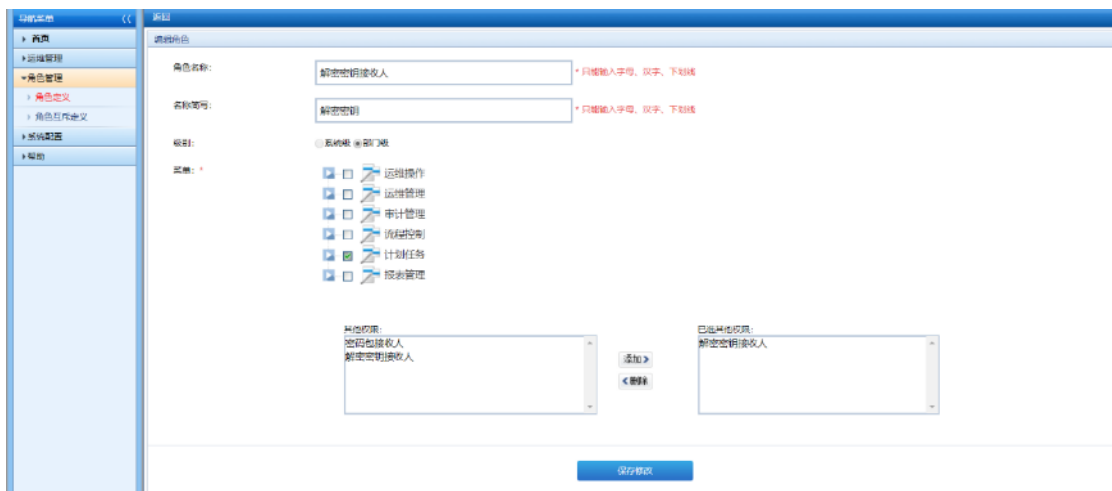 导航菜单
返回
首页
运维管理
角色管理
角色定义
角色互斥定义
系统配置
帮助
编辑角色
角色名称：
解密密钥接收人
* 只能输入字母、汉字、下划线
名称简写：
解密密钥
* 只能输入字母、汉字、下划线
级别：
系统级 部门级
菜单：*
运维操作
运维管理
审计管理
流程控制
计划任务
报表管理
其他权限：
密码包接收人
解密密钥接收人
添加
删除
已选其他权限：
解密密钥接收人
保存修改